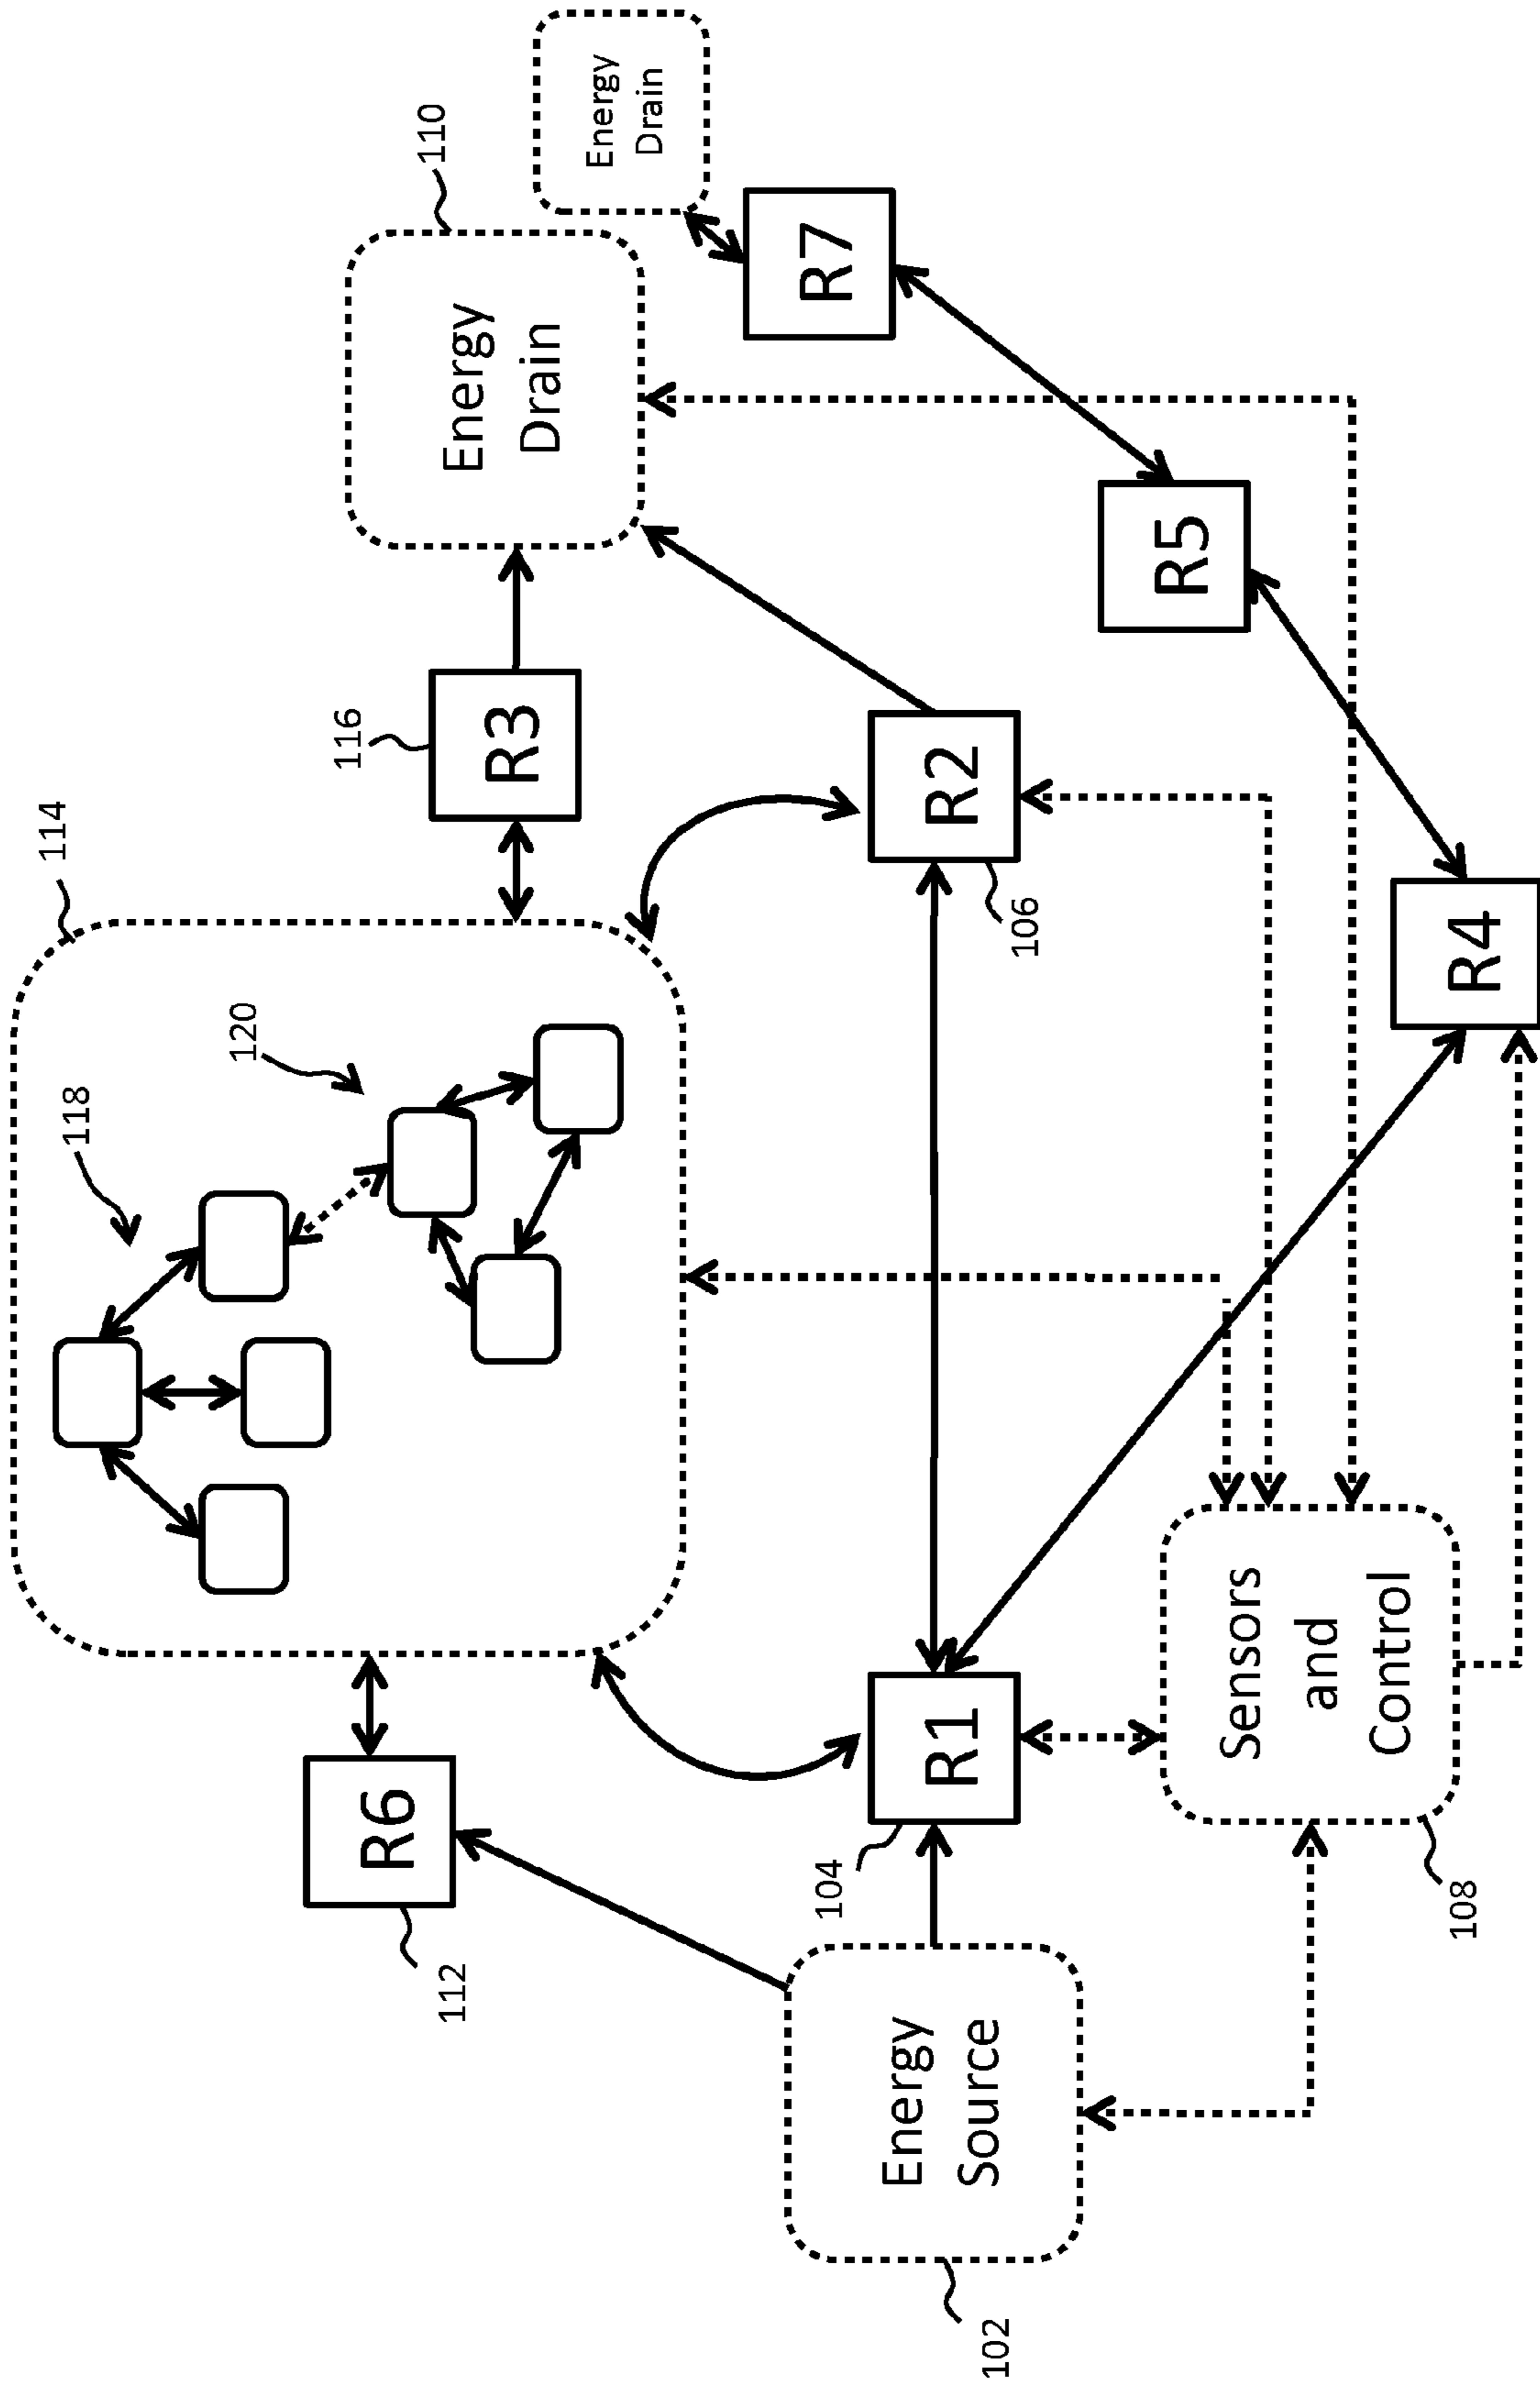 114
118
120
116
R3
110
Energy
Drain
Energy
Drain
112
R6
104
R1
106
R2
R7
102
Energy
Source
108
Sensors
and
Control
R4
R5